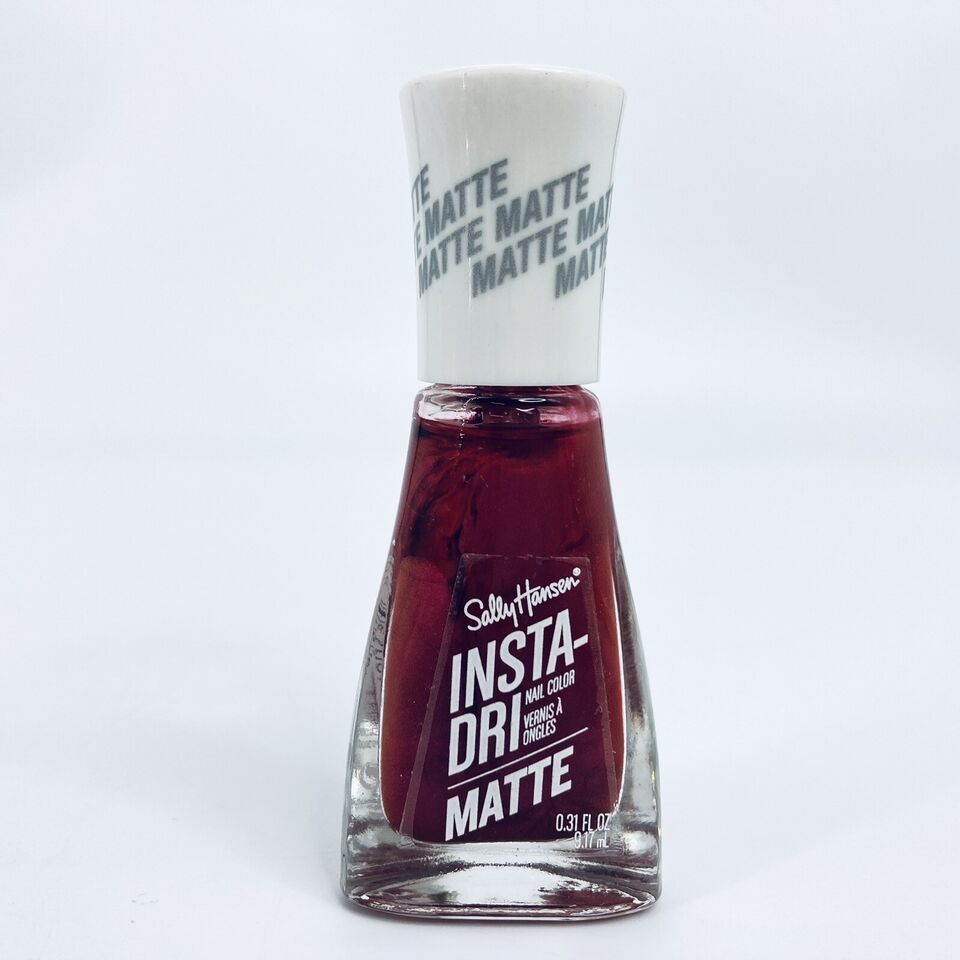 MATTE
MATTE MATTE
MATTE MATTE
MATTE
Sally Hansen®
INSTA-
DRI
NAIL COLOR
VERNIS À
ONGLES
MATTE
0.31 FL OZ
9.17 mL